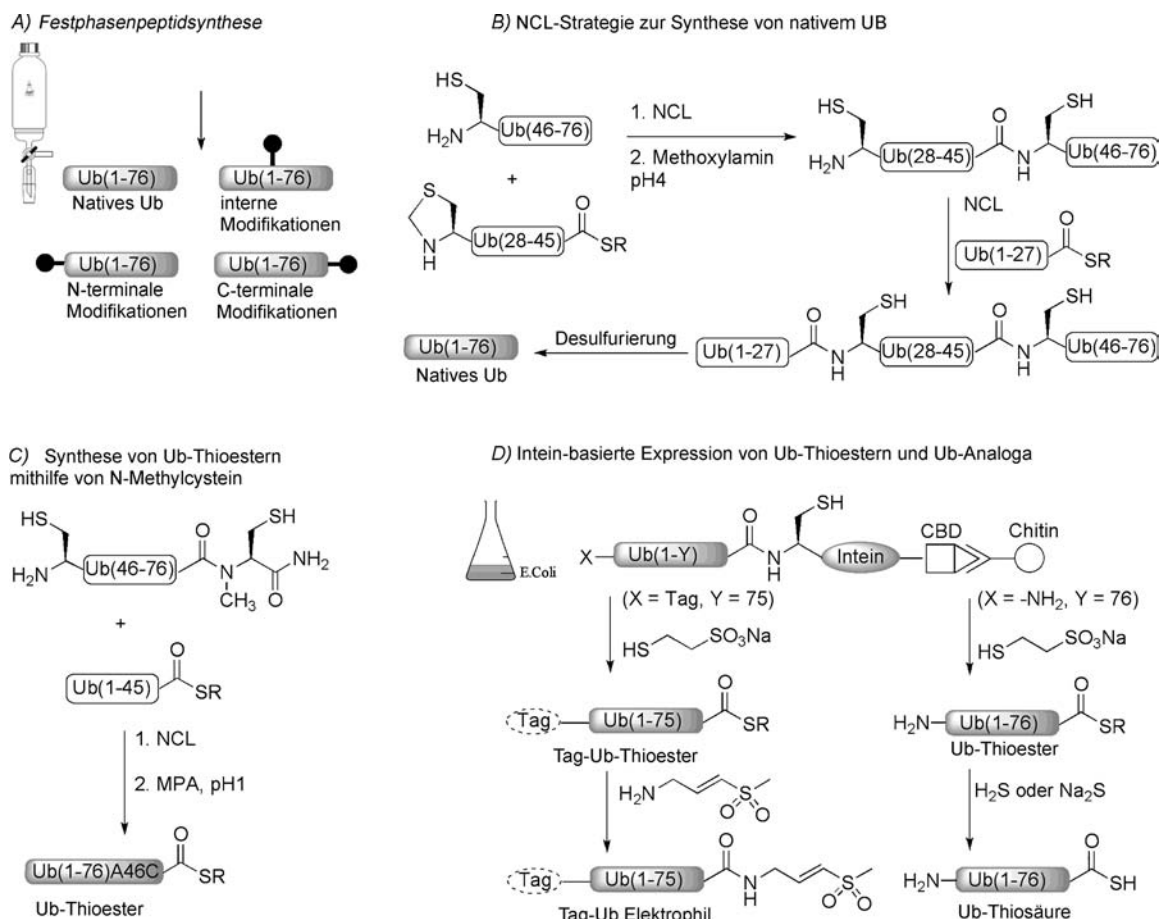 A) Festphasenpeptidsynthese
Ub(1-76)
Natives Ub
Ub(1-76)
interne
Modifikationen
Ub(1-76)
N-terminale
Modifikationen
Ub(1-76)
C-terminale
Modifikationen
B) NCL-Strategie zur Synthese von nativem UB
HS
H2N
Ub(46-76)
+
S
N
H
Ub(28-45)
O
SR
1. NCL
2. Methoxylamin
pH4
HS
H2N
Ub(28-45)
O
N
H
SH
Ub(46-76)
NCL
Ub(1-27)
O
SR
Ub(1-27)
O
N
H
SH
Ub(28-45)
O
N
H
SH
Ub(46-76)
Desulfurierung
Ub(1-76)
Natives Ub
C) Synthese von Ub-Thioestern
mithilfe von N-Methylcystein
HS
H2N
Ub(46-76)
O
N
CH3
SH
O
NH2
+
Ub(1-45)
O
SR
1. NCL
2. MPA, pH1
Ub(1-76)A46C
O
SR
Ub-Thioester
D) Intein-basierte Expression von Ub-Thioestern und Ub-Analoga
E.Coli
X
Ub(1-Y)
O
N
H
SH
Intein
CBD
Chitin
(X = Tag, Y = 75)
HS
SO3Na
Tag
Ub(1-75)
O
SR
Tag-Ub-Thioester
H2N
S
O
O
Tag
Ub(1-75)
O
N
H
S
O
O
Tag-Ub Elektrophil
(X = -NH2, Y = 76)
HS
SO3Na
H2N
Ub(1-76)
O
SR
Ub-Thioester
H2S oder Na2S
H2N
Ub(1-76)
O
SH
Ub-Thiosäure